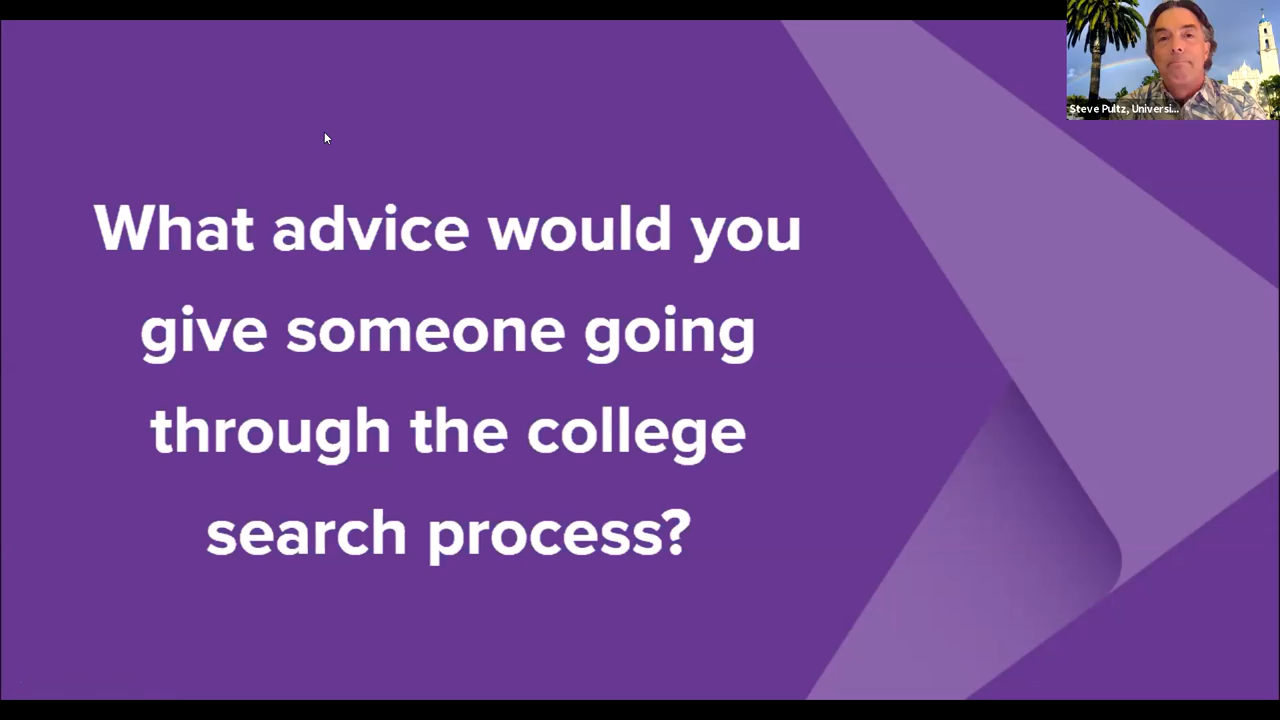 Steve Pultz, Universi...
What advice would you
give someone going
through the college
search process?